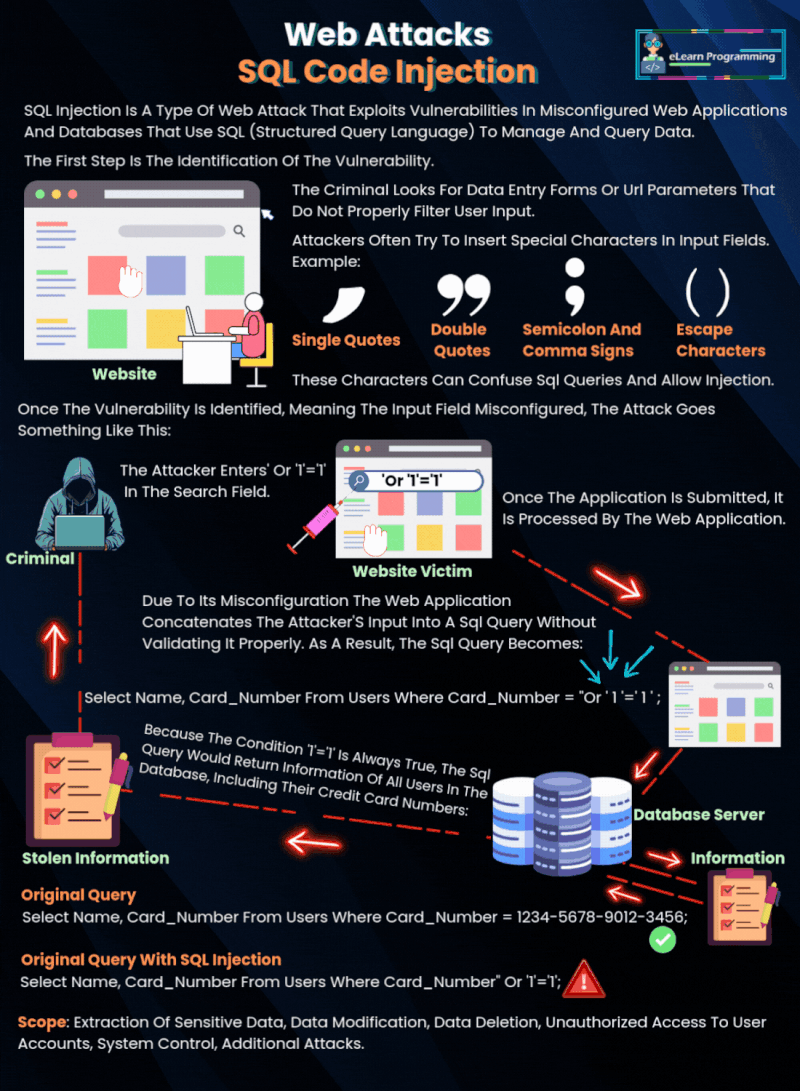 Web Attacks
SQL Code Injection
eLearn Programming
</>
SQL Injection Is A Type Of Web Attack That Exploits Vulnerabilities In Misconfigured Web Applications
And Databases That Use SQL (Structured Query Language) To Manage And Query Data.
The First Step Is The Identification Of The Vulnerability.
The Criminal Looks For Data Entry Forms Or Url Parameters That
Do Not Properly Filter User Input.
Attackers Often Try To Insert Special Characters In Input Fields.
Example:
Single Quotes
Double
Quotes
Semicolon And
Comma Signs
( )
Escape
Characters
Website
These Characters Can Confuse Sql Queries And Allow Injection.
Once The Vulnerability Is Identified, Meaning The Input Field Misconfigured, The Attack Goes
Something Like This:
The Attacker Enters' Or '1'='1'
In The Search Field.
'Or '1'='1'
Once The Application Is Submitted, It
Is Processed By The Web Application.
Criminal
Website Victim
Due To Its Misconfiguration The Web Application
Concatenates The Attacker'S Input Into A Sql Query Without
Validating It Properly. As A Result, The Sql Query Becomes:
Select Name, Card_Number From Users Where Card_Number = "Or ' 1 '=' 1 ' ;
Because The Condition '1'='1' Is Always True, The Sql
Query Would Return Information Of All Users In The
Database, Including Their Credit Card Numbers:
Database Server
Stolen Information
Information
Original Query
Select Name, Card_Number From Users Where Card_Number = 1234-5678-9012-3456;
Original Query With SQL Injection
Select Name, Card_Number From Users Where Card_Number" Or '1'='1';
Scope: Extraction Of Sensitive Data, Data Modification, Data Deletion, Unauthorized Access To User
Accounts, System Control, Additional Attacks.